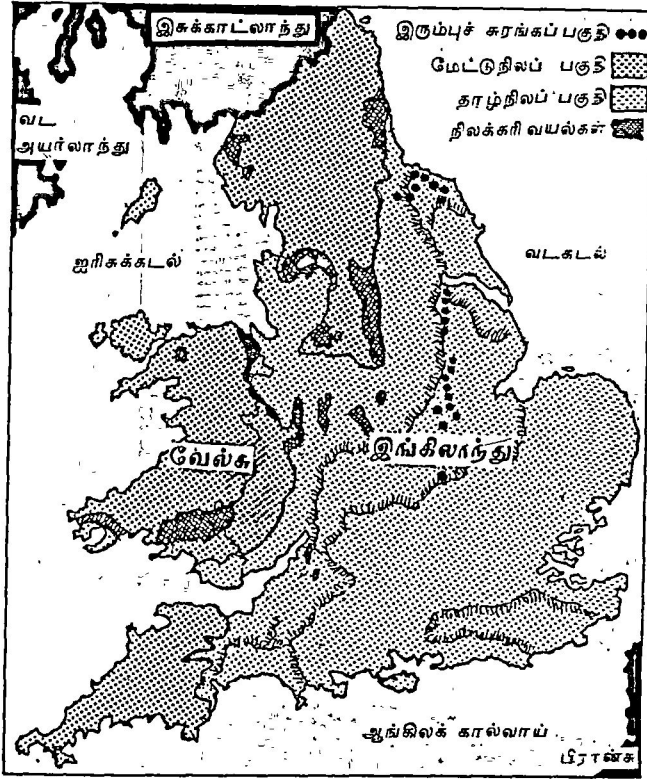 இசுக்காட்லாந்து
இரும்புச் சுரங்கப் பகுதி
மேட்டுநிலப் பகுதி
தாழ்நிலப் பகுதி
நிலக்கரி வயல்கள்
வட
அயர்லாந்து
ஐரிசுக்கடல்
வடகடல்
வேல்சு
இங்கிலாந்து
ஆங்கிலக் கால்வாய்
பிரான்சு